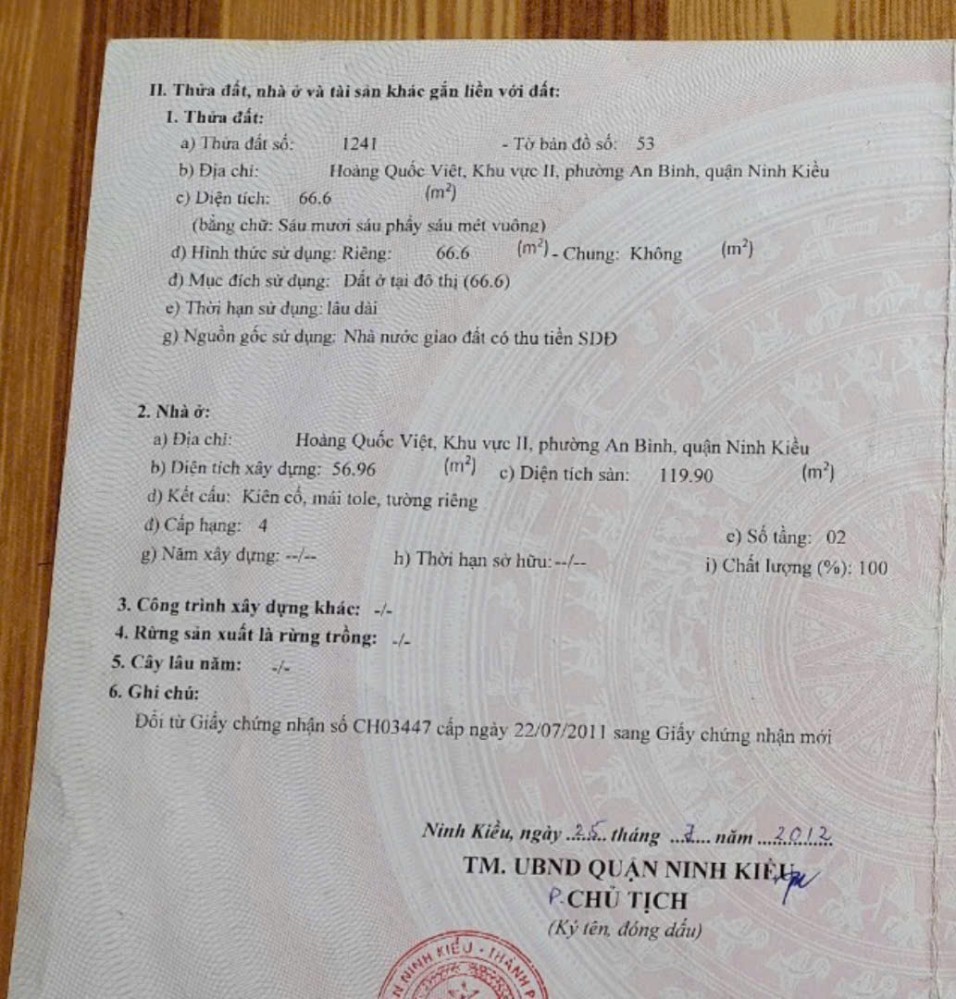 II. Thửa đất, nhà ở và tài sản khác gắn liền với đất:
1. Thửa đất:
a) Thửa đất số: 1241 - Tờ bản đồ số: 53
b) Địa chỉ: Hoàng Quốc Việt, Khu vực II, phường An Bình, quận Ninh Kiều
c) Diện tích: 66.6 (m²)
(bằng chữ: Sáu mươi sáu phẩy sáu mét vuông)
d) Hình thức sử dụng: Riêng: 66.6 (m²) - Chung: Không (m²)
đ) Mục đích sử dụng: Đất ở tại đô thị (66.6)
e) Thời hạn sử dụng: lâu dài
g) Nguồn gốc sử dụng: Nhà nước giao đất có thu tiền SDĐ
2. Nhà ở:
a) Địa chỉ: Hoàng Quốc Việt, Khu vực II, phường An Bình, quận Ninh Kiều
b) Diện tích xây dựng: 56.96 (m²) c) Diện tích sàn: 119.90 (m²)
d) Kết cấu: Kiên cố, mái tole, tường riêng
đ) Cấp hạng: 4 e) Số tầng: 02
g) Năm xây dựng: --/-- h) Thời hạn sở hữu: --/-- i) Chất lượng (%): 100
3. Công trình xây dựng khác: -/-
4. Rừng sản xuất là rừng trồng: -/-
5. Cây lâu năm: -/-
6. Ghi chú:
Đổi từ Giấy chứng nhận số CH03447 cấp ngày 22/07/2011 sang Giấy chứng nhận mới
Ninh Kiều, ngày 25 tháng 7 năm 2012
TM. UBND QUẬN NINH KIỀU
P. CHỦ TỊCH
(Ký tên, đóng dấu)
N NINH KIỀU - THÀNH P